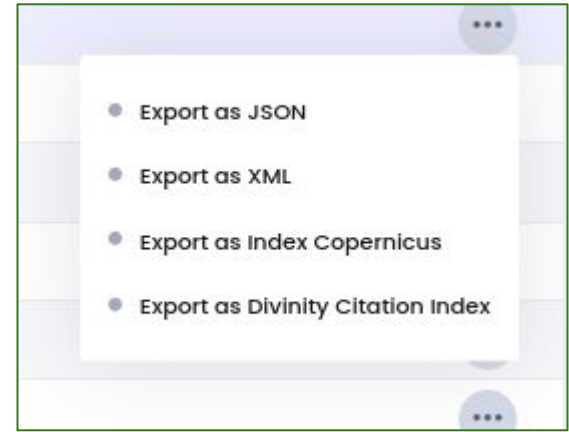 Export as JSON
Export as XML
Export as Index Copernicus
Export as Divinity Citation Index